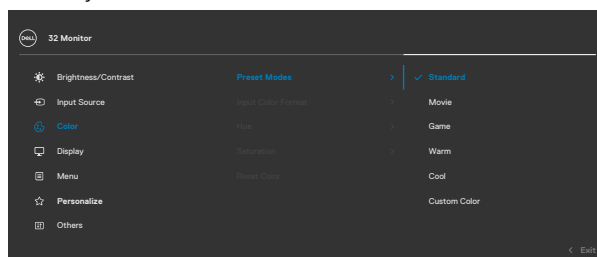 DELL 32 Monitor
Brightness/Contrast Preset Modes > Standard
Input Source Input Color Format > Movie
Color Hue > Game
Display Saturation > Warm
Menu Reset Color Cool
Personalize Custom Color
Others
< Exit